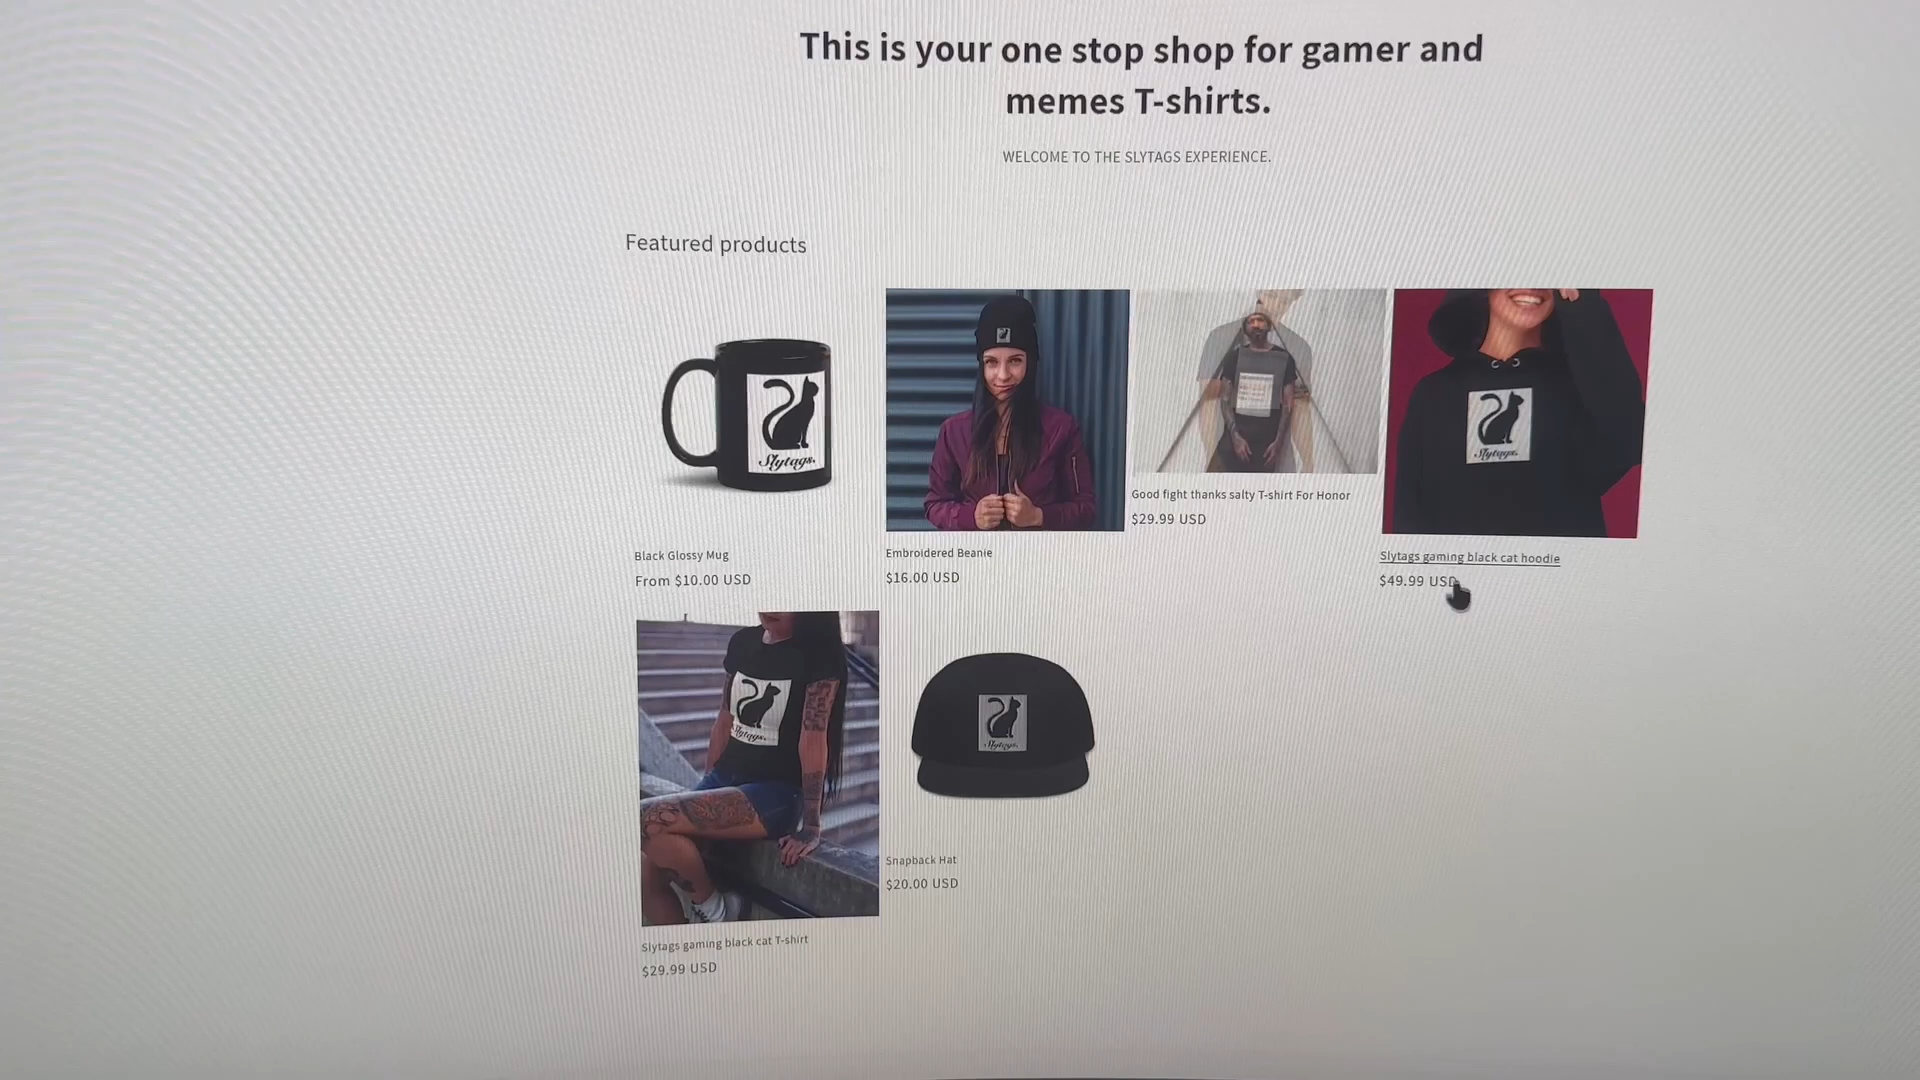 This is your one stop shop for gamer and
memes T-shirts.
WELCOME TO THE SLYTAGS EXPERIENCE.
Featured products
Slytags.
Black Glossy Mug
From $10.00 USD
Embroidered Beanie
$16.00 USD
Good fight thanks salty T-shirt For Honor
$29.99 USD
Slytags.
Slytags gaming black cat hoodie
$49.99 USD
Slytags.
Slytags gaming black cat T-shirt
$29.99 USD
Slytags.
Snapback Hat
$20.00 USD